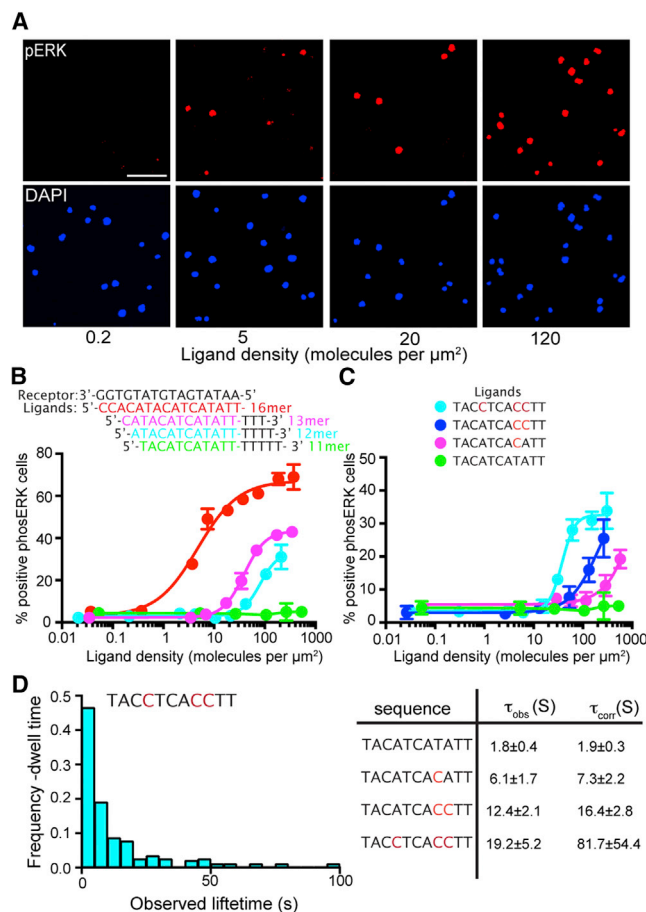 A
pERK
DAPI
0.2 5 20 120
Ligand density (molecules per µm²)
B
Receptor:3'-GGTGTATGTAGTATAA-5'
Ligands: 5'-CCACATACATCATATT-16mer
5'-CATACATCATATT-TTT-3' 13mer
5'-ATACATCATATT-TTTT-3' 12mer
5'-TACATCATATT-TTTTT- 3' 11mer
% positive phosERK cells
80
60
40
20
0
0.01 0.1 1 10 100 1000
Ligand density (molecules per µm²)
C
Ligands
TACCTCACCTT
TACATCACCTT
TACATCACATT
TACATCATATT
% positive phosERK cells
50
40
30
20
10
0
0.01 0.1 1 10 100 1000
Ligand density (molecules per µm²)
D
TACCTCACCTT
Frequency -dwell time
0.5
0.4
0.3
0.2
0.1
0.0
0 50 100
Observed liftetime (s)
sequence τobs (S) τcorr(S)
TACATCATATT 1.8±0.4 1.9±0.3
TACATCACATT 6.1±1.7 7.3±2.2
TACATCACCTT 12.4±2.1 16.4±2.8
TACCTCACCTT 19.2±5.2 81.7±54.4